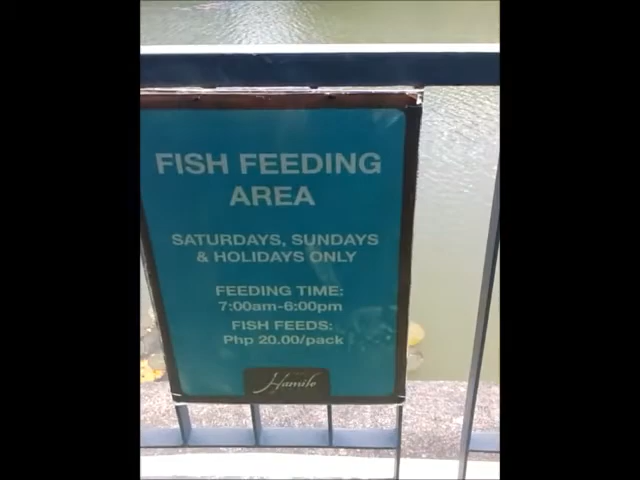 FISH FEEDING
AREA
SATURDAYS, SUNDAYS
& HOLIDAYS ONLY
FEEDING TIME:
7:00am-6:00pm
FISH FEEDS:
Php 20.00/pack
Hamilo